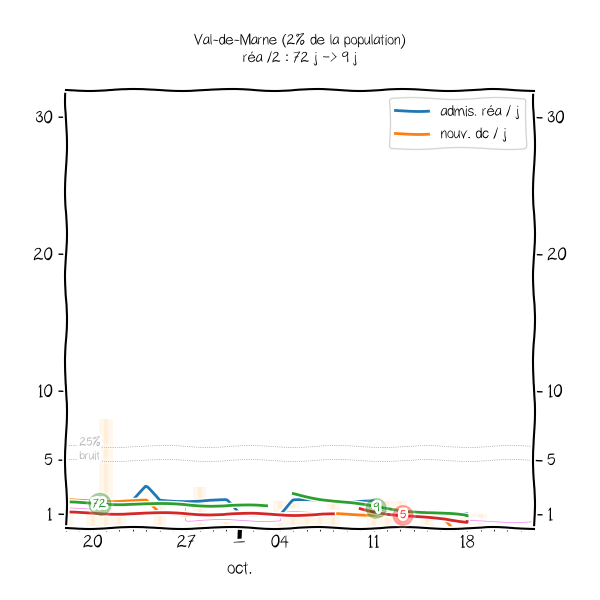 Val-de-Marne (2% de la population)
réa /2 : 72 j -> 9 j
admis. réa / j
nouv. dc / j
30 30
20 20
10 10
25%
5 5
bruit
72 9 5
1 1
20 27 1 04 11 18
oct.